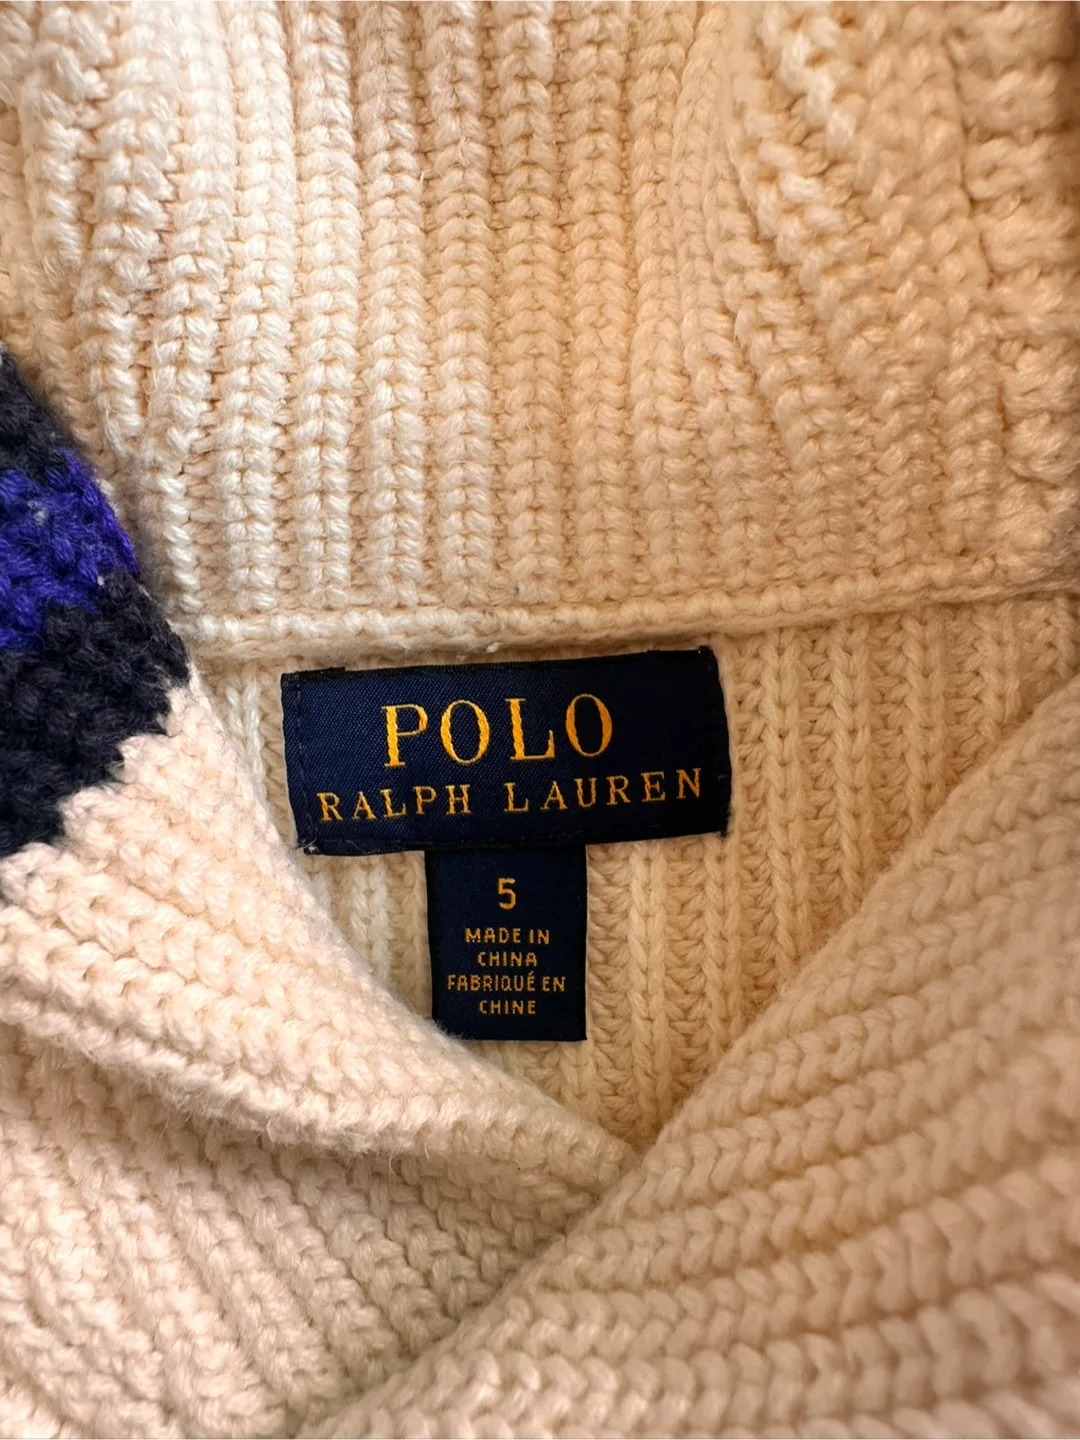 POLO
RALPH LAUREN
5
MADE IN
CHINA
FABRIQUÉ EN
CHINE